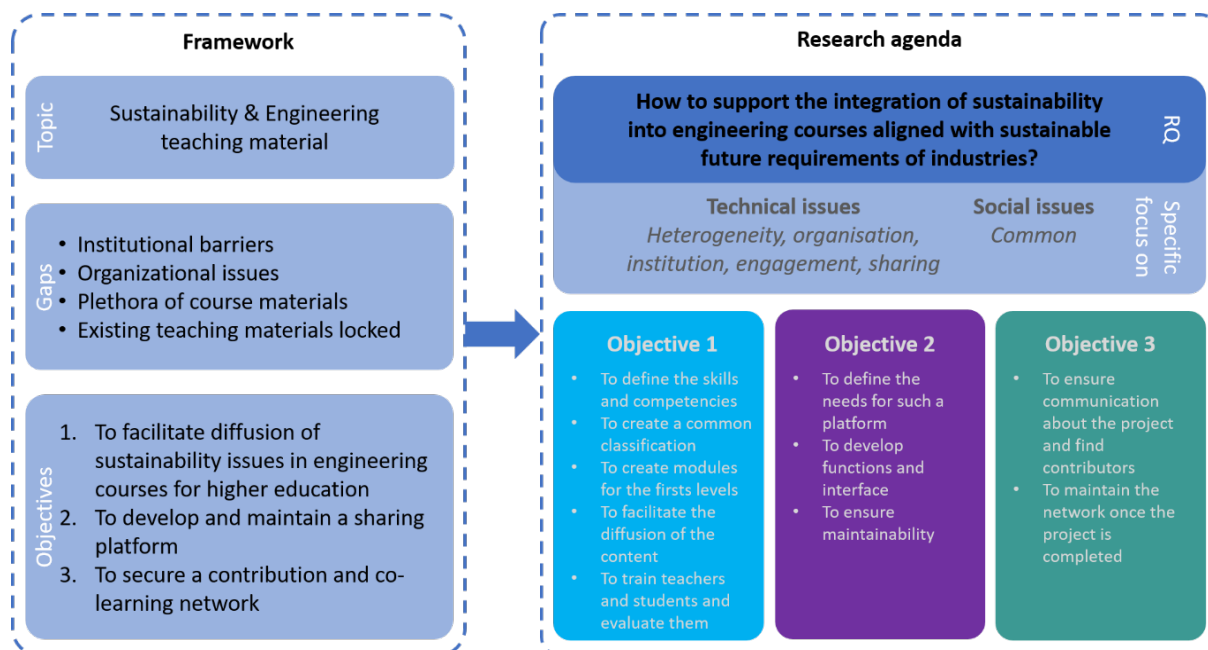 Framework
Topic
Sustainability & Engineering
teaching material
Gaps
• Institutional barriers
• Organizational issues
• Plethora of course materials
• Existing teaching materials locked
Objectives
1. To facilitate diffusion of
sustainability issues in engineering
courses for higher education
2. To develop and maintain a sharing
platform
3. To secure a contribution and co-
learning network
Research agenda
How to support the integration of sustainability
into engineering courses aligned with sustainable
future requirements of industries?
RQ
Technical issues
Heterogeneity, organisation,
institution, engagement, sharing
Social issues
Common
Specific
focus on
Objective 1
• To define the skills
and competencies
• To create a common
classification
• To create modules
for the firsts levels
• To facilitate the
diffusion of the
content
• To train teachers
and students and
evaluate them
Objective 2
• To define the
needs for such a
platform
• To develop
functions and
interface
• To ensure
maintainability
Objective 3
• To ensure
communication
about the project
and find
contributors
• To maintain the
network once the
project is
completed